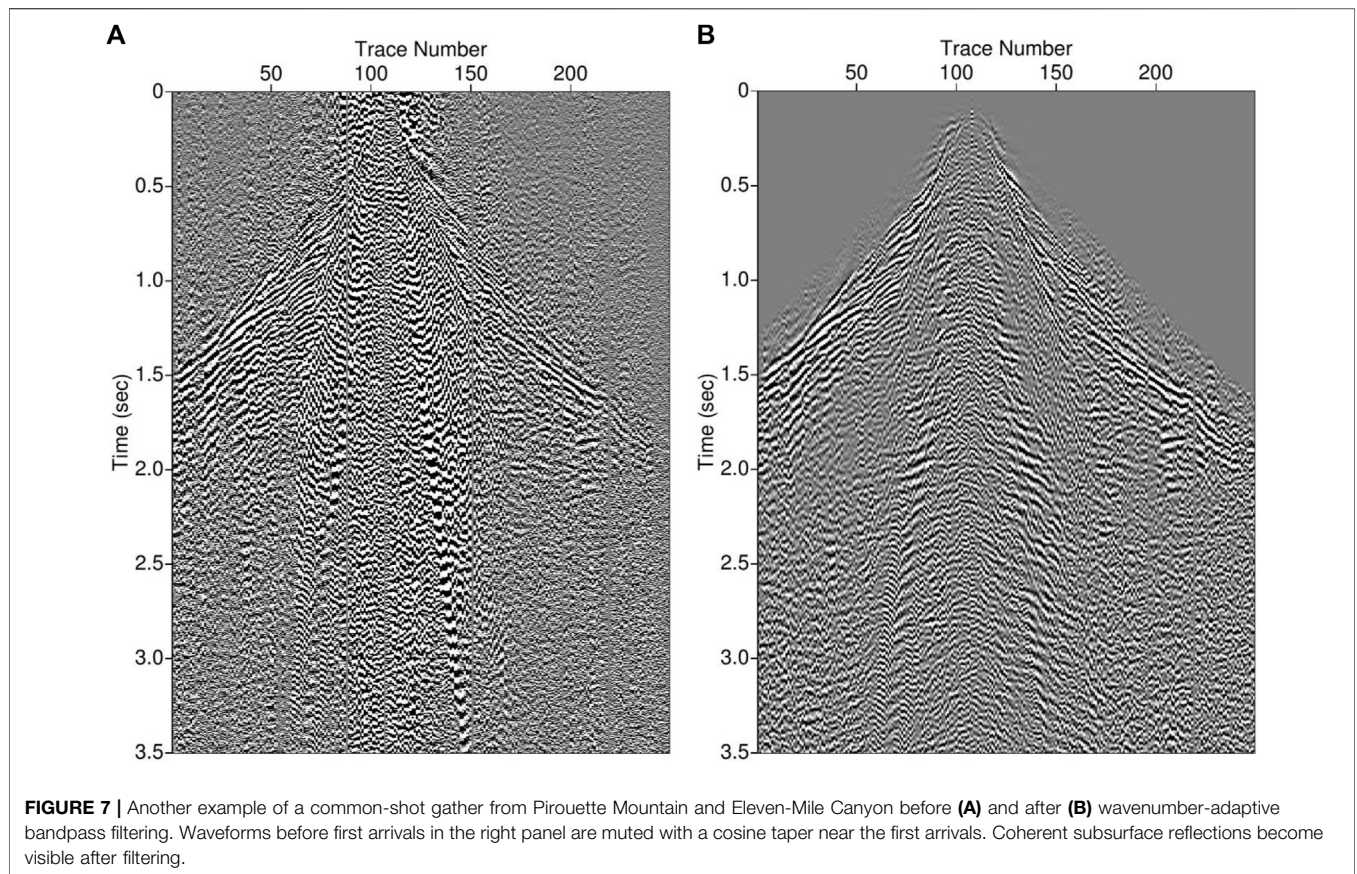 A
Trace Number
50 100 150 200
0
0.5
1.0
1.5
2.0
2.5
3.0
3.5
Time (sec)
B
Trace Number
50 100 150 200
0
0.5
1.0
1.5
2.0
2.5
3.0
3.5
Time (sec)
FIGURE 7 | Another example of a common-shot gather from Pirouette Mountain and Eleven-Mile Canyon before (A) and after (B) wavenumber-adaptive
bandpass filtering. Waveforms before first arrivals in the right panel are muted with a cosine taper near the first arrivals. Coherent subsurface reflections become
visible after filtering.